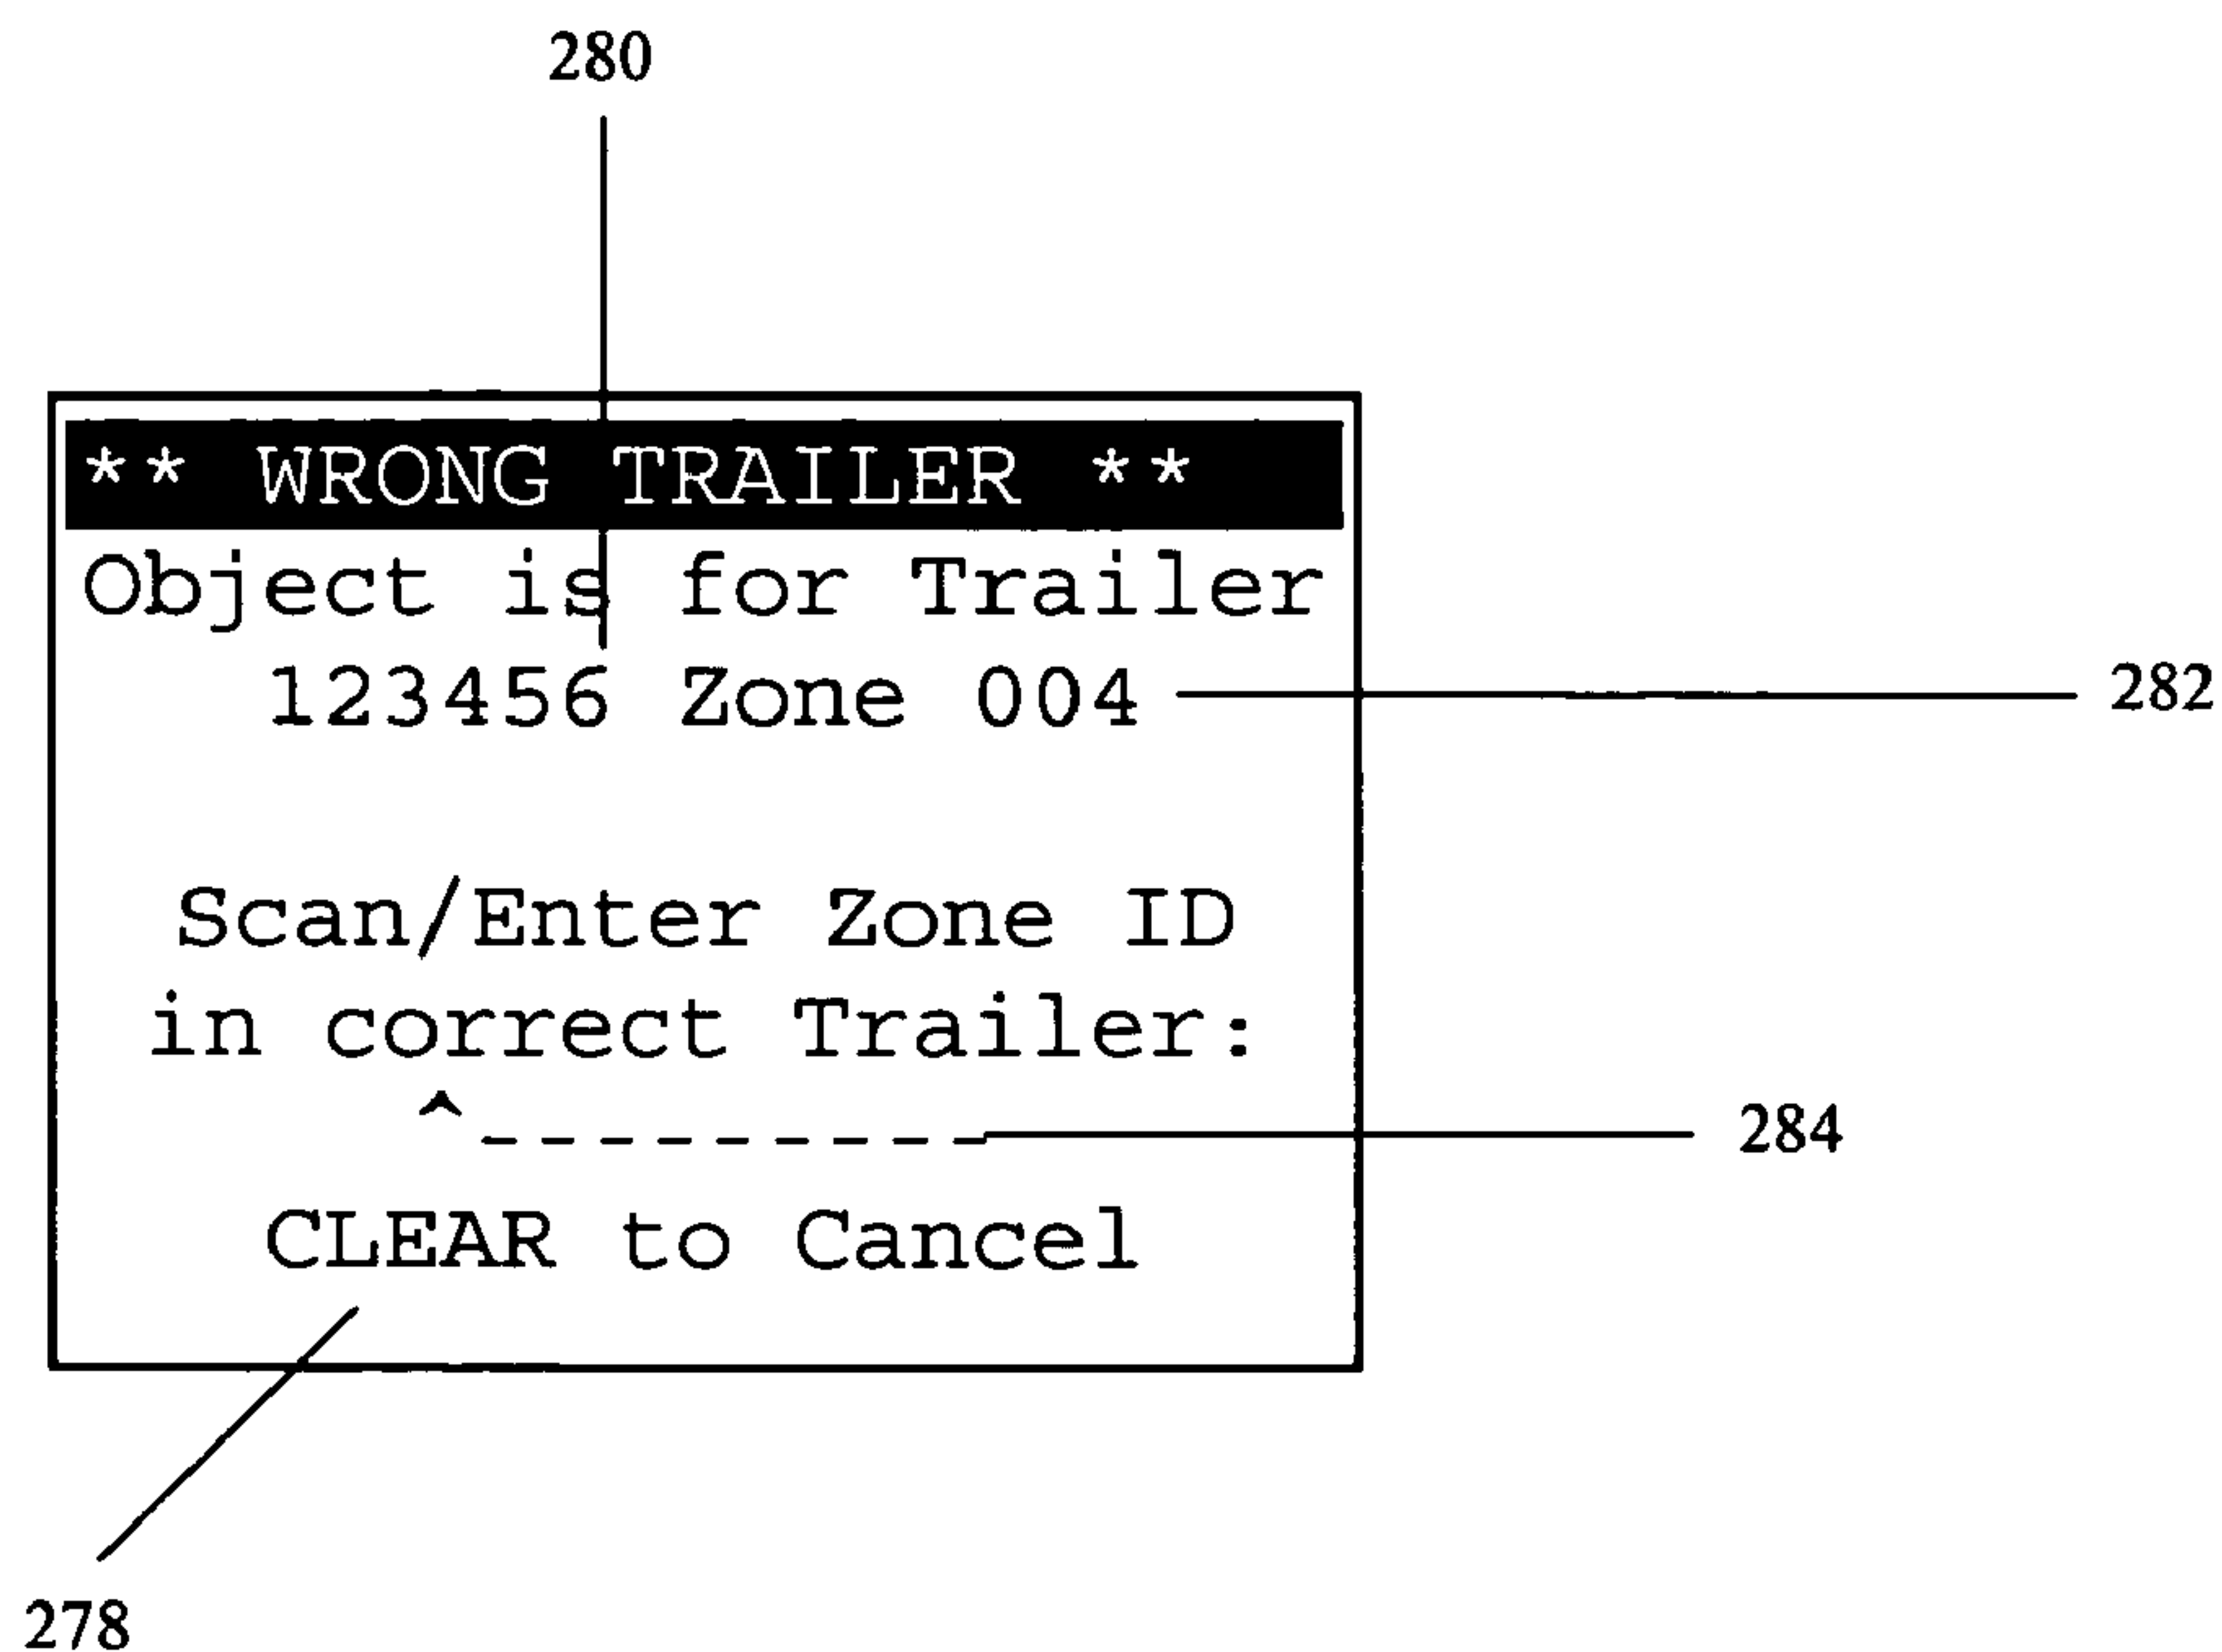 280
** WRONG TRAILER **
Object is for Trailer
123456 Zone 004
282
Scan/Enter Zone ID
in correct Trailer:
^_________
284
CLEAR to Cancel
278